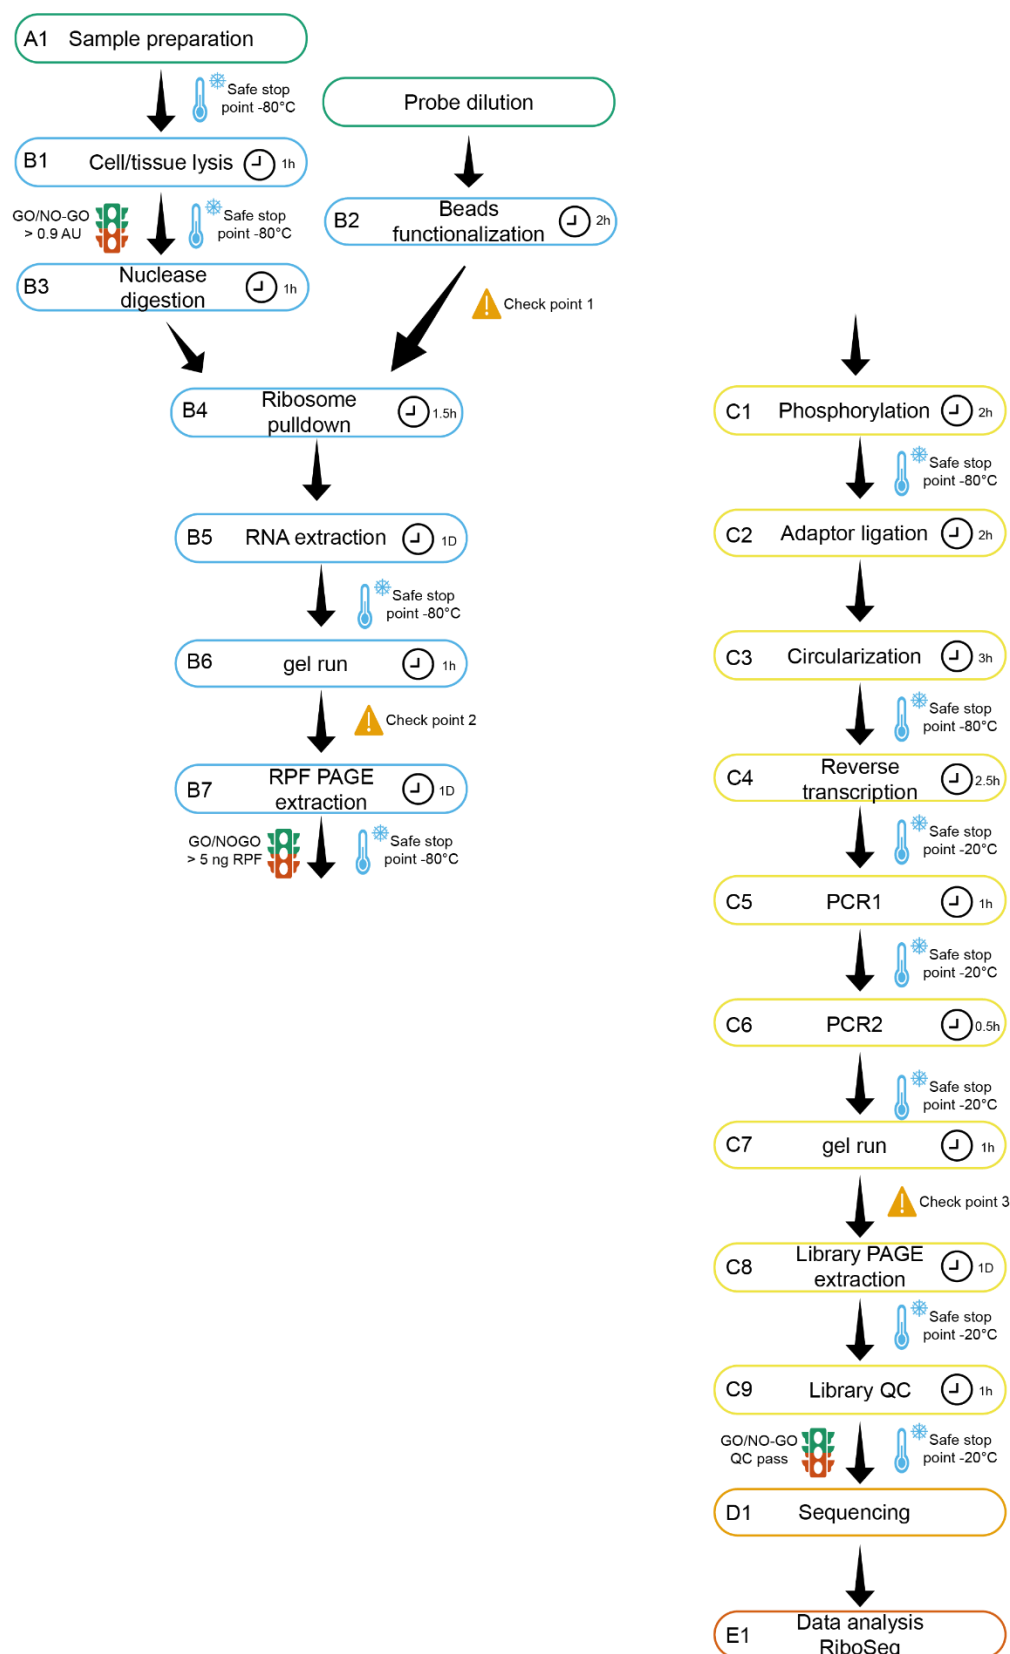 A1 Sample preparation
Safe stop
point -80°C
Probe dilution
B1 Cell/tissue lysis 1h
GO/NO-GO
> 0.9 AU
Safe stop
point -80°C
B2 Beads
functionalization 2h
B3 Nuclease
digestion 1h
Check point 1
B4 Ribosome
pulldown 1.5h
B5 RNA extraction 1D
Safe stop
point -80°C
B6 gel run 1h
Check point 2
B7 RPF PAGE
extraction 1D
GO/NOGO
> 5 ng RPF
Safe stop
point -80°C
C1 Phosphorylation 2h
Safe stop
point -80°C
C2 Adaptor ligation 2h
C3 Circularization 3h
Safe stop
point -80°C
C4 Reverse
transcription 2.5h
Safe stop
point -20°C
C5 PCR1 1h
Safe stop
point -20°C
C6 PCR2 0.5h
Safe stop
point -20°C
C7 gel run 1h
Check point 3
C8 Library PAGE
extraction 1D
Safe stop
point -20°C
C9 Library QC 1h
GO/NO-GO
QC pass
Safe stop
point -20°C
D1 Sequencing
E1 Data analysis
RiboSeq